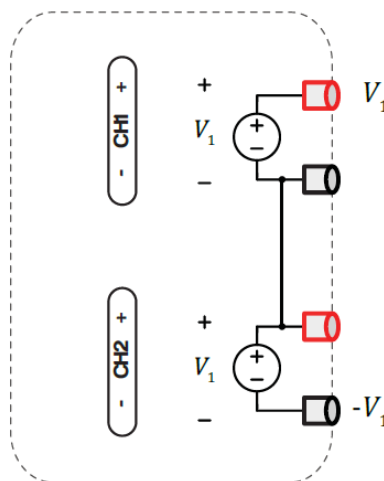 + V₁
CH1 + V₁ +
- − −
+ +
CH2 + V₁ +
- − − -V₁